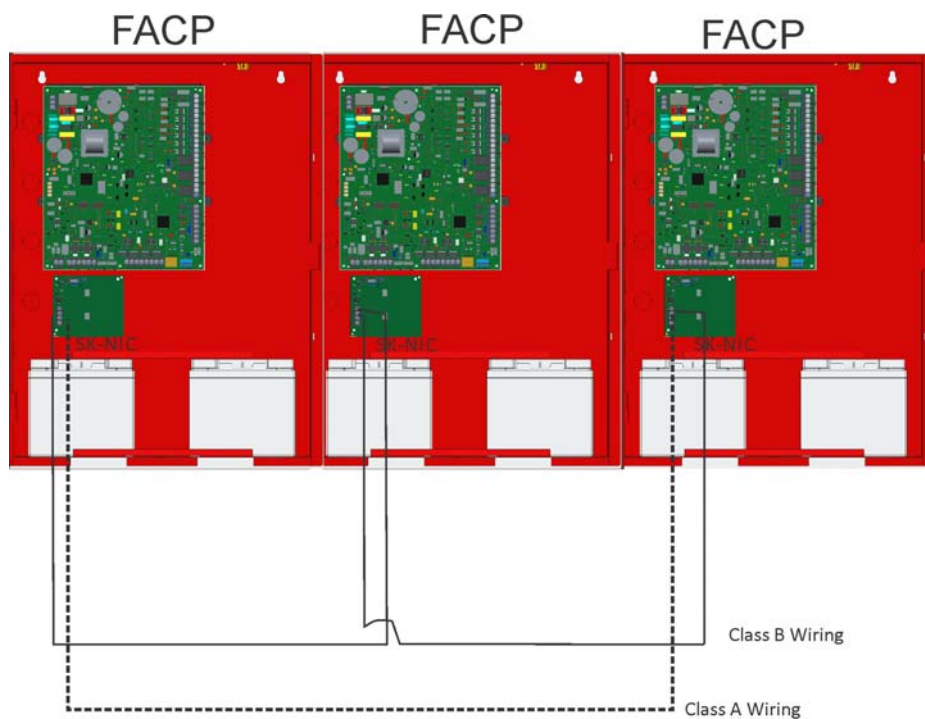 FACP
FACP
FACP
SK-NIC
SK-NIC
SK-NIC
Class B Wiring
Class A Wiring